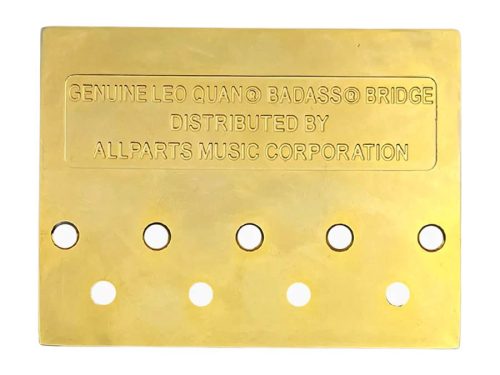 GENUINE LEO QUAN® BADASS® BRIDGE
DISTRIBUTED BY
ALLPARTS MUSIC CORPORATION